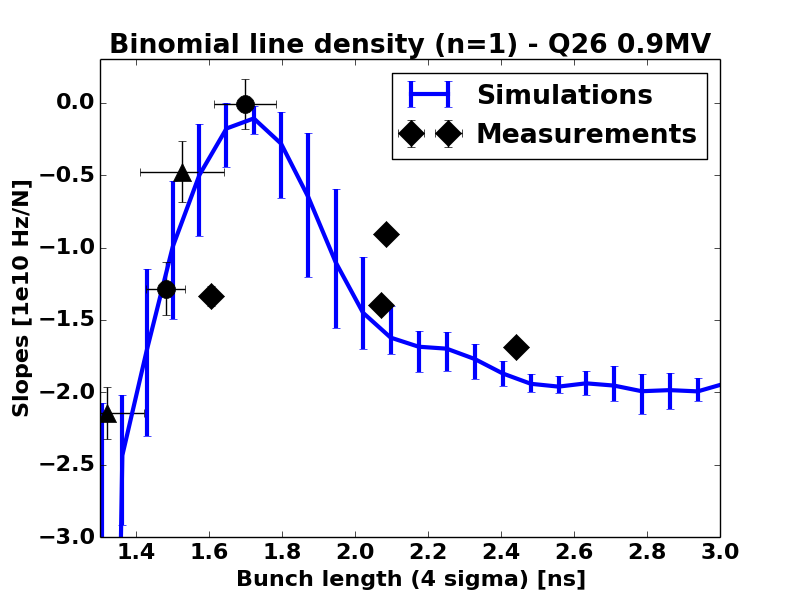 Binomial line density (n=1) - Q26 0.9MV
Simulations
Measurements
0.0
−0.5
−1.0
−1.5
−2.0
−2.5
−3.0
Slopes [1e10 Hz/N]
1.4 1.6 1.8 2.0 2.2 2.4 2.6 2.8 3.0
Bunch length (4 sigma) [ns]